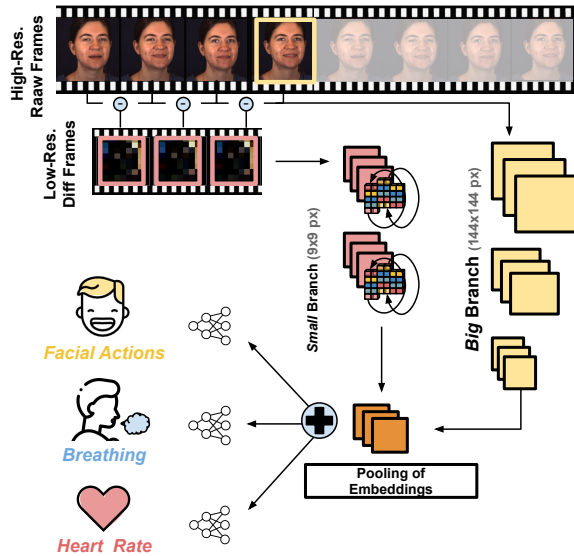 High-Res.
Raaw Frames
-
-
-
Low-Res.
Diff Frames
Small Branch (9x9 px)
Big Branch (144x144 px)
Facial Actions
Breathing
Pooling of
Embeddings
Heart Rate